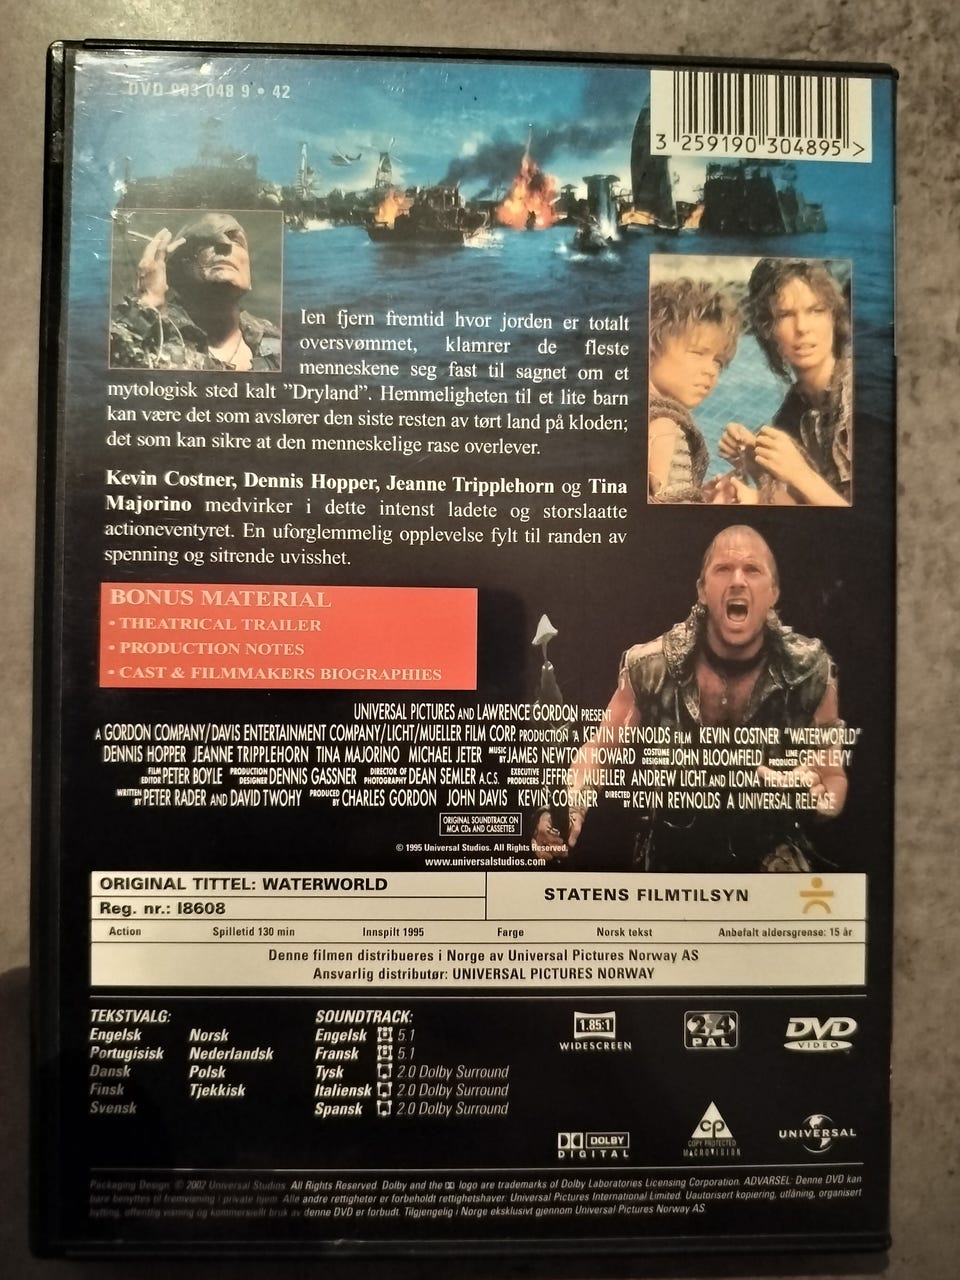 DVD 903 048 9 • 42
3 259190 304895 >
Ien fjern fremtid hvor jorden er totalt
oversvømmet, klamrer de fleste
menneskene seg fast til sagnet om et
mytologisk sted kalt ”Dryland”. Hemmeligheten til et lite barn
kan være det som avslører den siste resten av tørt land på kloden;
det som kan sikre at den menneskelige rase overlever.
Kevin Costner, Dennis Hopper, Jeanne Tripplehorn og Tina
Majorino medvirker i dette intenst ladete og storslaatte
actioneventyret. En uforglemmelig opplevelse fylt til randen av
spenning og sitrende uvisshet.
BONUS MATERIAL
• THEATRICAL TRAILER
• PRODUCTION NOTES
• CAST & FILMMAKERS BIOGRAPHIES
UNIVERSAL PICTURES AND LAWRENCE GORDON PRESENT
A GORDON COMPANY/DAVIS ENTERTAINMENT COMPANY/LICHT/MUELLER FILM CORP. PRODUCTION A KEVIN REYNOLDS FILM KEVIN COSTNER "WATERWORLD"
DENNIS HOPPER JEANNE TRIPPLEHORN TINA MAJORINO MICHAEL JETER MUSIC BY JAMES NEWTON HOWARD COSTUME DESIGNER JOHN BLOOMFIELD LINE PRODUCER GENE LEVY
FILM EDITOR PETER BOYLE PRODUCTION DESIGNER DENNIS GASSNER DIRECTOR OF PHOTOGRAPHY DEAN SEMLER A.C.S. EXECUTIVE PRODUCERS JEFFREY MUELLER ANDREW LICHT AND ILONA HERZBERG
WRITTEN BY PETER RADER AND DAVID TWOHY PRODUCED BY CHARLES GORDON JOHN DAVIS KEVIN COSTNER DIRECTED BY KEVIN REYNOLDS A UNIVERSAL RELEASE
ORIGINAL SOUNDTRACK ON
MCA CDs AND CASSETTES
© 1995 Universal Studios. All Rights Reserved.
www.universalstudios.com
ORIGINAL TITTEL: WATERWORLD
Reg. nr.: I8608
STATENS FILMTILSYN
Action Spilletid 130 min Innspilt 1995 Farge Norsk tekst Anbefalt aldersgrense: 15 år
Denne filmen distribueres i Norge av Universal Pictures Norway AS
Ansvarlig distributør: UNIVERSAL PICTURES NORWAY
TEKSTVALG:
Engelsk Norsk
Portugisisk Nederlandsk
Dansk Polsk
Finsk Tjekkisk
Svensk
SOUNDTRACK:
Engelsk 5.1
Fransk 5.1
Tysk 2.0 Dolby Surround
Italiensk 2.0 Dolby Surround
Spansk 2.0 Dolby Surround
1.85:1
WIDESCREEN
2 4
PAL
DVD
VIDEO
DOLBY
DIGITAL
CP
COPY PROTECTED
MACROVISION
UNIVERSAL
Packaging Design © 2002 Universal Studios. All Rights Reserved. Dolby and the logo are trademarks of Dolby Laboratories Licensing Corporation. ADVARSEL: Denne DVD kan
bare benyttes til fremvisning i private hjem. Alle andre rettigheter er forbeholdt rettighetshaver: Universal Pictures International Limited. Uautorisert kopiering, utlåning, organisert
bytting, offentlig visning og kommersiell bruk av denne DVD er forbudt. Tilgjengelig i Norge eksklusivt gjennom Universal Pictures Norway AS.